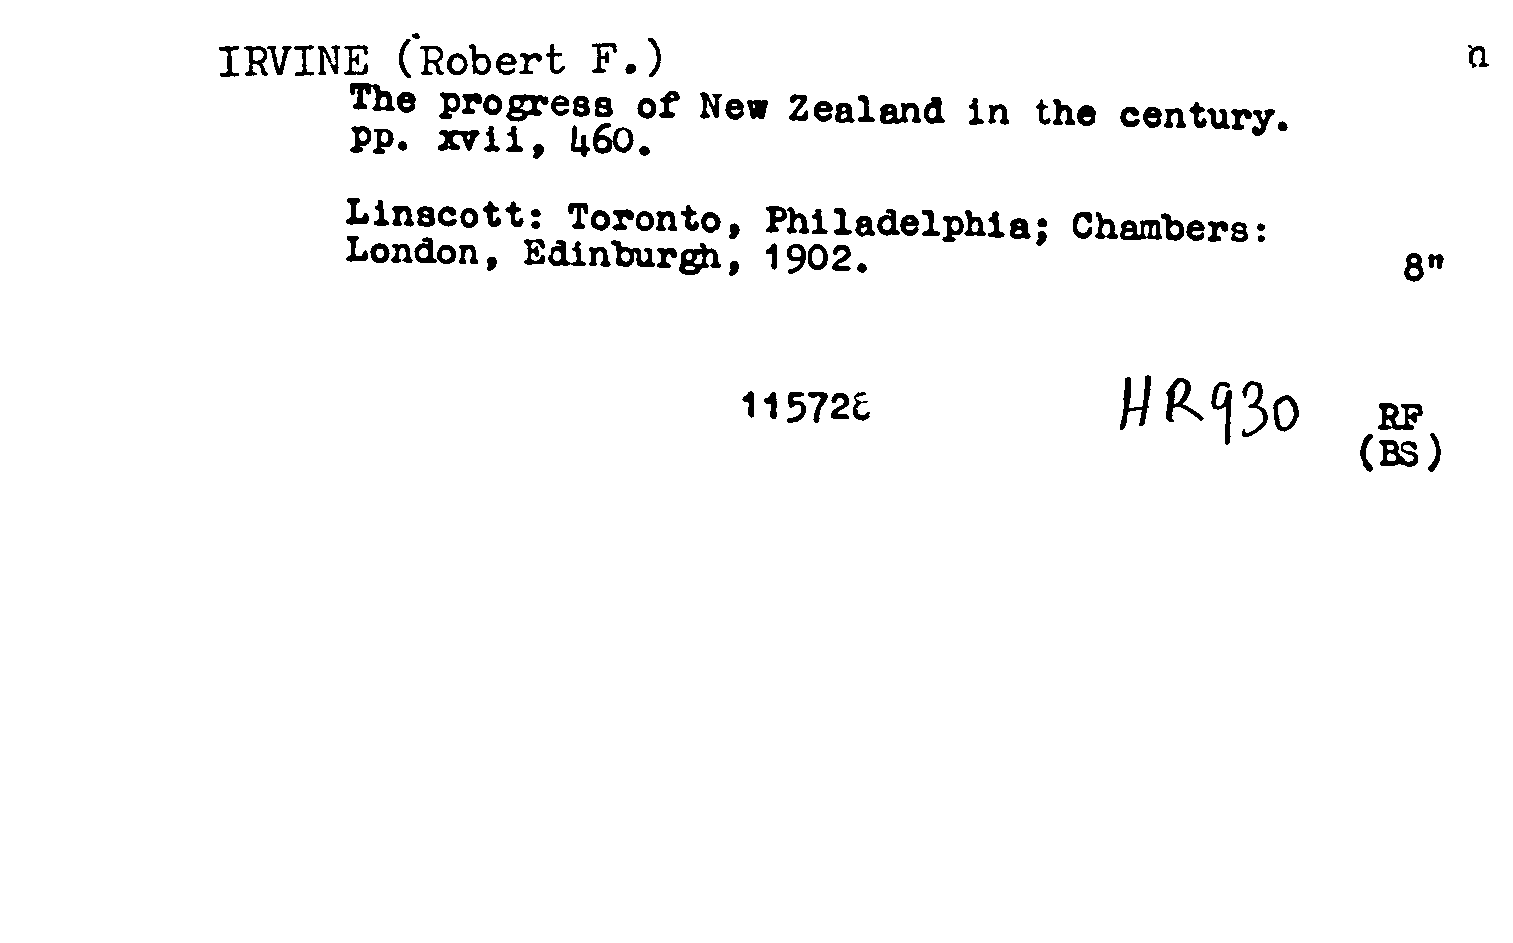 IRVINE (Robert F.) n
The progress of New Zealand in the century.
pp. xvii, 460.
Linscott: Toronto, Philadelphia; Chambers:
London, Edinburgh, 1902.
8"
115728 HR930 RF
(BS)